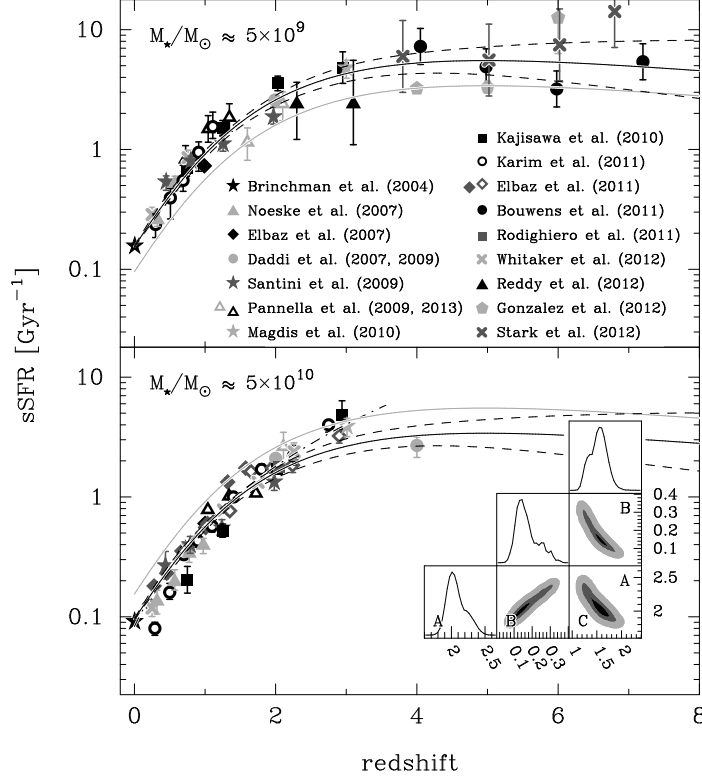 M⋆/M⊙ ≈ 5×10⁹
10
1
0.1
sSFR [Gyr⁻¹]
Brinchman et al. (2004)
Noeske et al. (2007)
Elbaz et al. (2007)
Daddi et al. (2007, 2009)
Santini et al. (2009)
Pannella et al. (2009, 2013)
Magdis et al. (2010)
Kajisawa et al. (2010)
Karim et al. (2011)
Elbaz et al. (2011)
Bouwens et al. (2011)
Rodighiero et al. (2011)
Whitaker et al. (2012)
Reddy et al. (2012)
Gonzalez et al. (2012)
Stark et al. (2012)
M⋆/M⊙ ≈ 5×10¹⁰
10
1
0.1
B
0.4
0.3
0.2
0.1
A
B
C
A
2.5
2
2 2.5
0.1 0.2 0.3
1 1.5 2
0 2 4 6 8
redshift